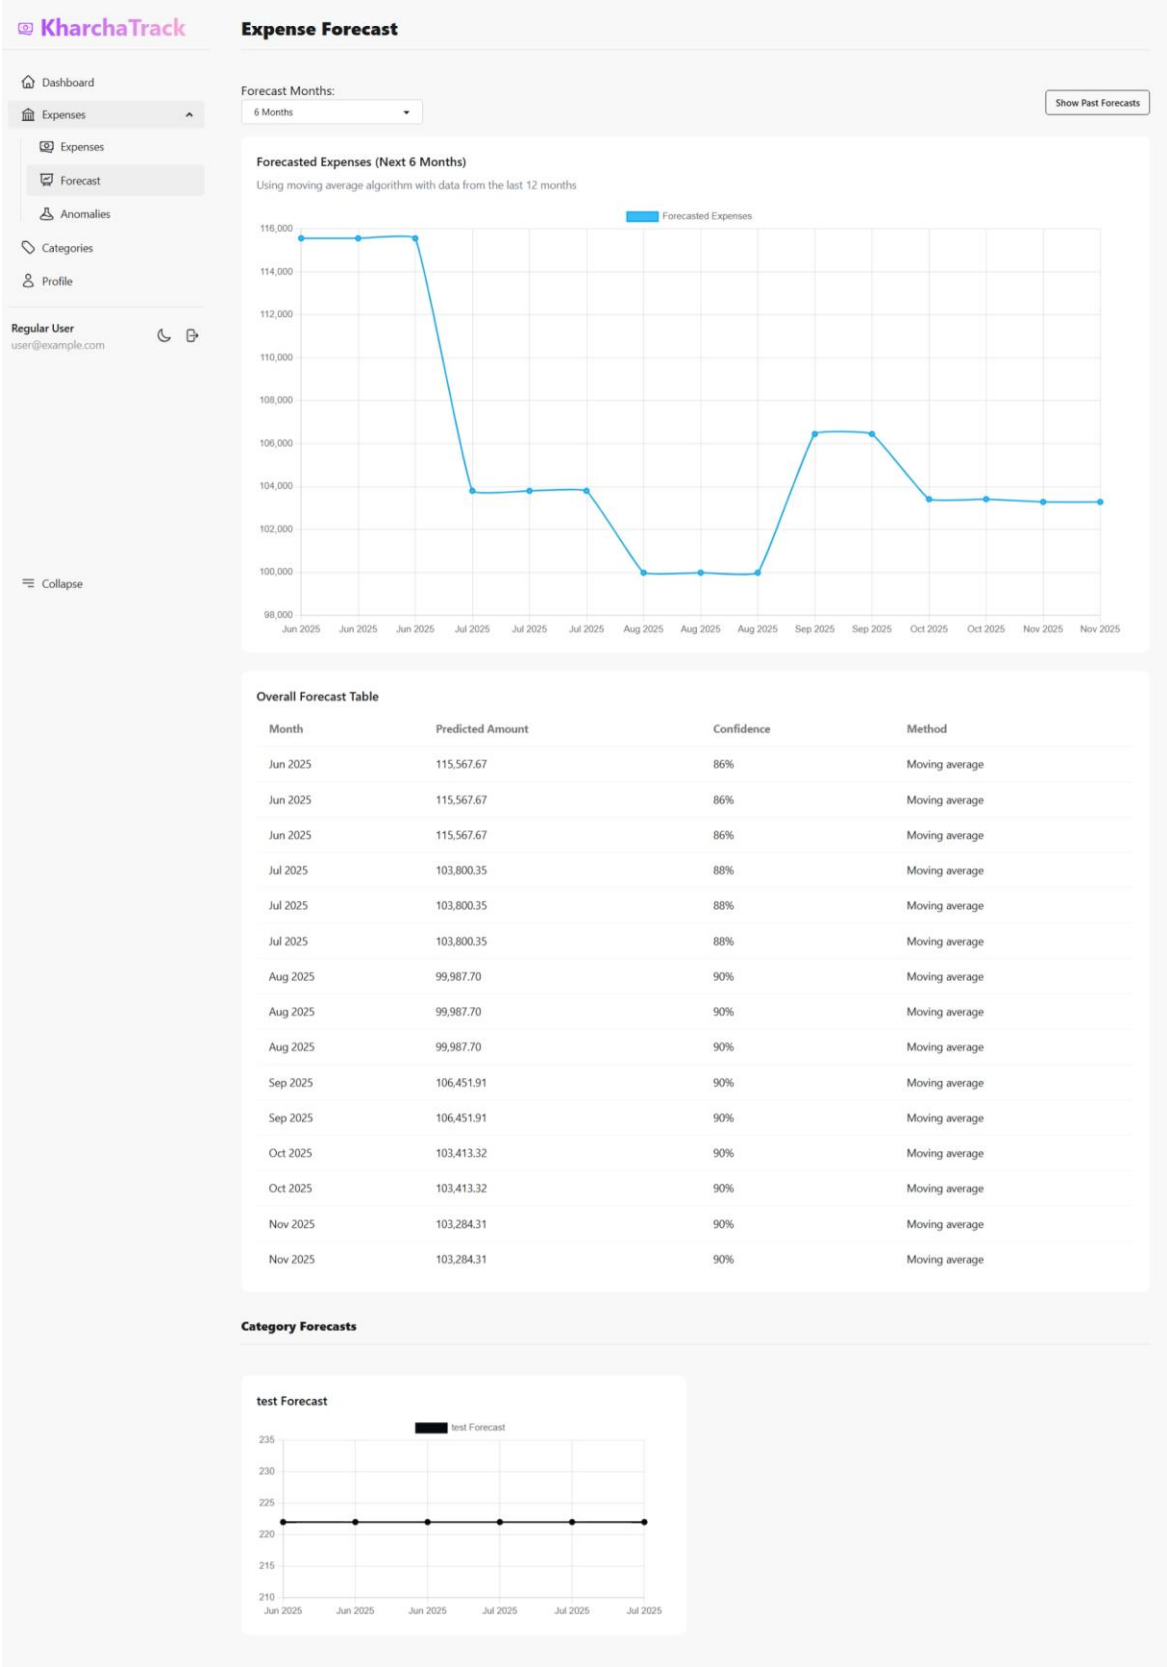 KharchaTrack
Dashboard
Expenses
Expenses
Forecast
Anomalies
Categories
Profile
Regular User
user@example.com
Collapse
Expense Forecast
Forecast Months:
6 Months
Show Past Forecasts
Forecasted Expenses (Next 6 Months)
Using moving average algorithm with data from the last 12 months
Forecasted Expenses
116,000
114,000
112,000
110,000
108,000
106,000
104,000
102,000
100,000
98,000
Jun 2025 Jun 2025 Jun 2025 Jul 2025 Jul 2025 Jul 2025 Aug 2025 Aug 2025 Aug 2025 Sep 2025 Sep 2025 Oct 2025 Oct 2025 Nov 2025 Nov 2025
Overall Forecast Table
Month Predicted Amount Confidence Method
Jun 2025 115,567.67 86% Moving average
Jun 2025 115,567.67 86% Moving average
Jun 2025 115,567.67 86% Moving average
Jul 2025 103,800.35 88% Moving average
Jul 2025 103,800.35 88% Moving average
Jul 2025 103,800.35 88% Moving average
Aug 2025 99,987.70 90% Moving average
Aug 2025 99,987.70 90% Moving average
Aug 2025 99,987.70 90% Moving average
Sep 2025 106,451.91 90% Moving average
Sep 2025 106,451.91 90% Moving average
Oct 2025 103,413.32 90% Moving average
Oct 2025 103,413.32 90% Moving average
Nov 2025 103,284.31 90% Moving average
Nov 2025 103,284.31 90% Moving average
Category Forecasts
test Forecast
test Forecast
235
230
225
220
215
210
Jun 2025 Jun 2025 Jun 2025 Jul 2025 Jul 2025 Jul 2025